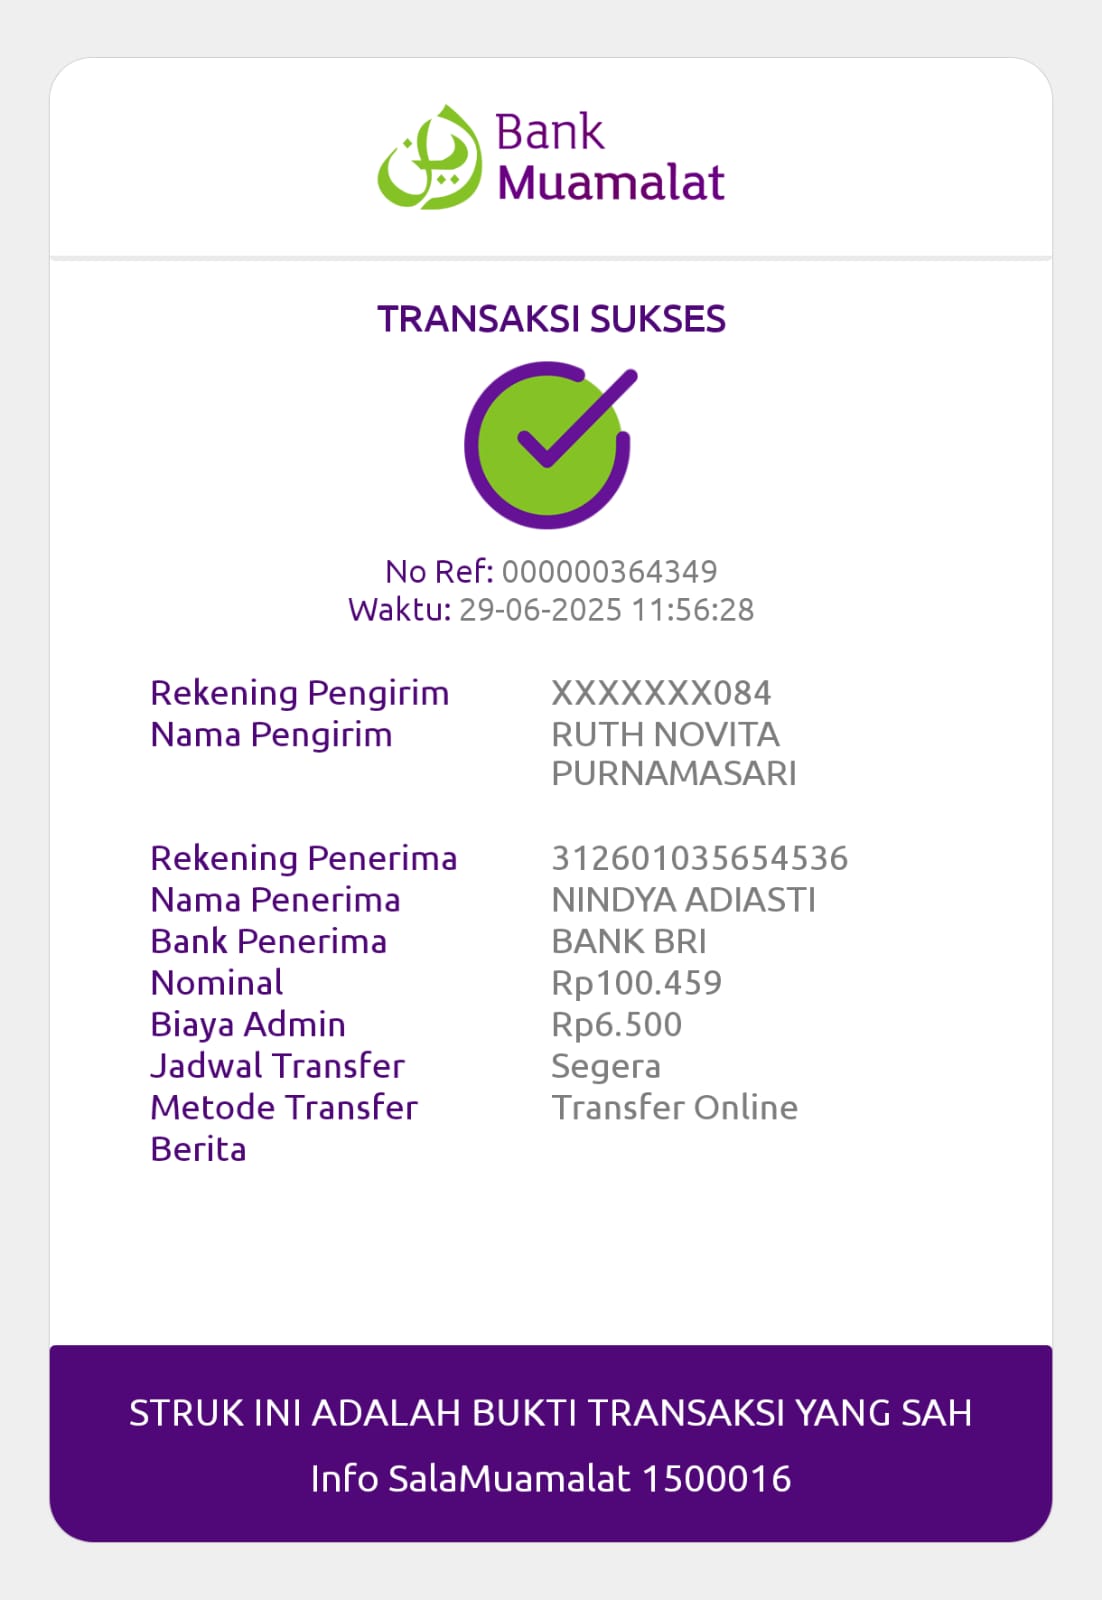 Bank
Muamalat
TRANSAKSI SUKSES
No Ref: 000000364349
Waktu: 29-06-2025 11:56:28
Rekening Pengirim XXXXXXX084
Nama Pengirim RUTH NOVITA
PURNAMASARI
Rekening Penerima 312601035654536
Nama Penerima NINDYA ADIASTI
Bank Penerima BANK BRI
Nominal Rp100.459
Biaya Admin Rp6.500
Jadwal Transfer Segera
Metode Transfer Transfer Online
Berita
STRUK INI ADALAH BUKTI TRANSAKSI YANG SAH
Info SalaMuamalat 1500016